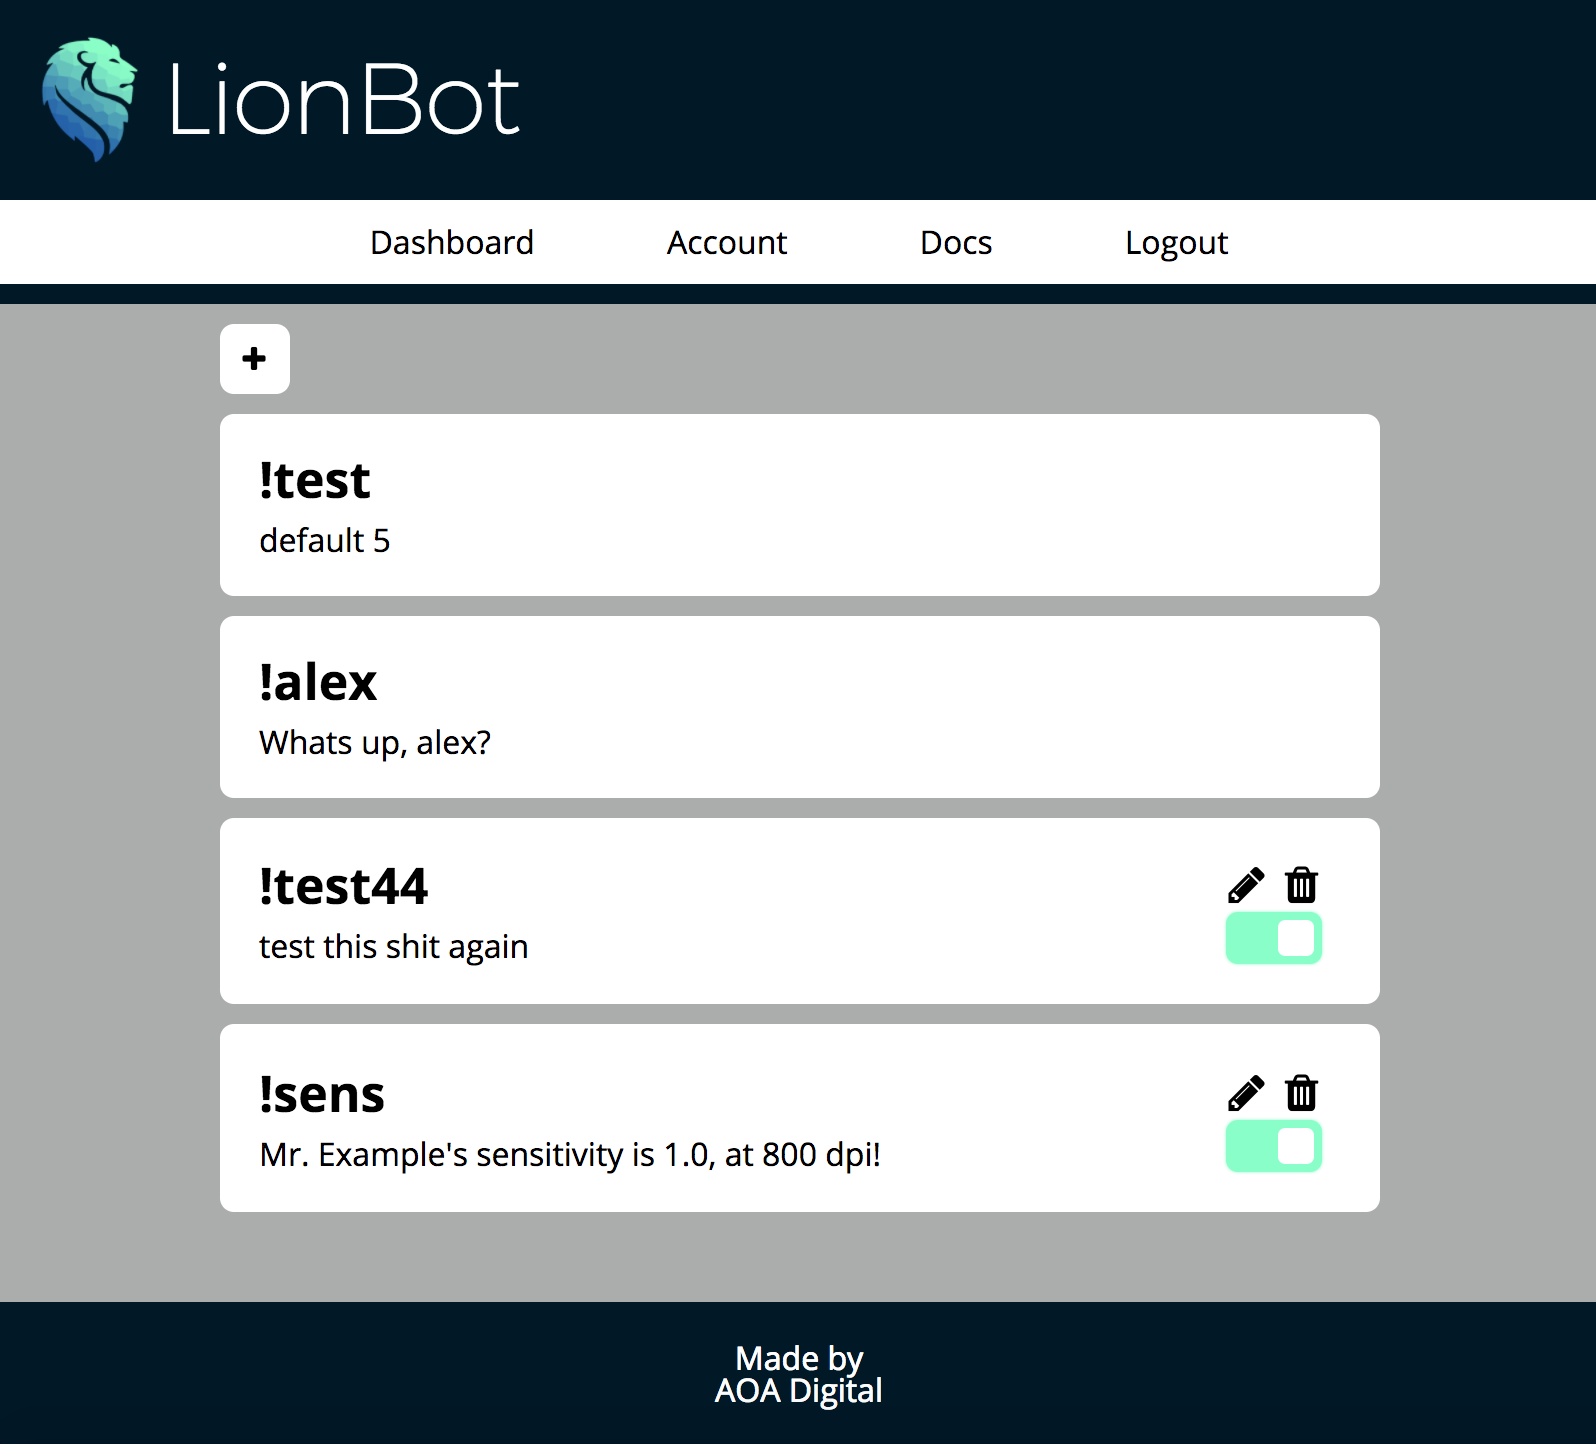 LionBot
Dashboard Account Docs Logout
!test
default 5
!alex
Whats up, alex?
!test44
test this shit again
!sens
Mr. Example's sensitivity is 1.0, at 800 dpi!
Made by
AOA Digital